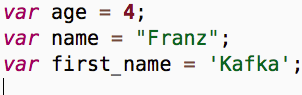 var age = 4;
var name = "Franz";
var first_name = 'Kafka';